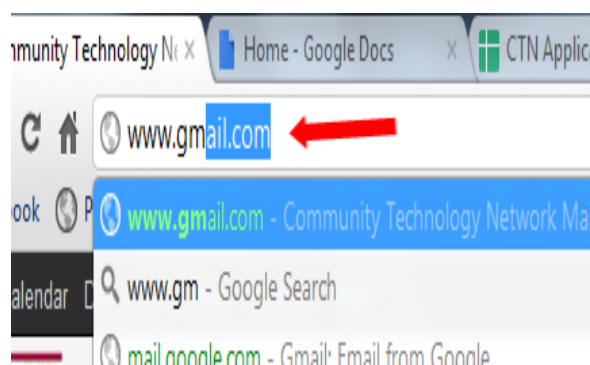 mmunity Technology Ne Home - Google Docs CTN Applic
www.gmail.com
ook P www.gmail.com - Community Technology Network Ma
alendar D www.gm - Google Search
mail.google.com - Gmail: Email from Google